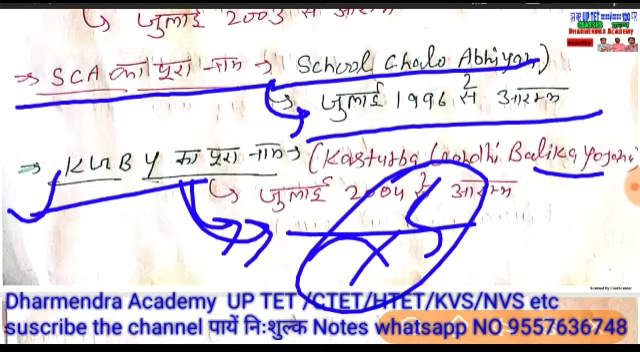 ↳ जुलाई 2003 से आरम्भ
⇒ SCA का पूरा नाम → School Chalo Abhiyan)
↳ जुलाई 1996 से आरम्भ
⇒ KGBY का पूरा नाम → (Kasturba Gandhi Balika Yojana
↳ जुलाई 2004 से आरम्भ
Dharmendra Academy UP TET /CTET/HTET/KVS/NVS etc
suscribe the channel पायें निःशुल्क Notes whatsapp NO 9557636748